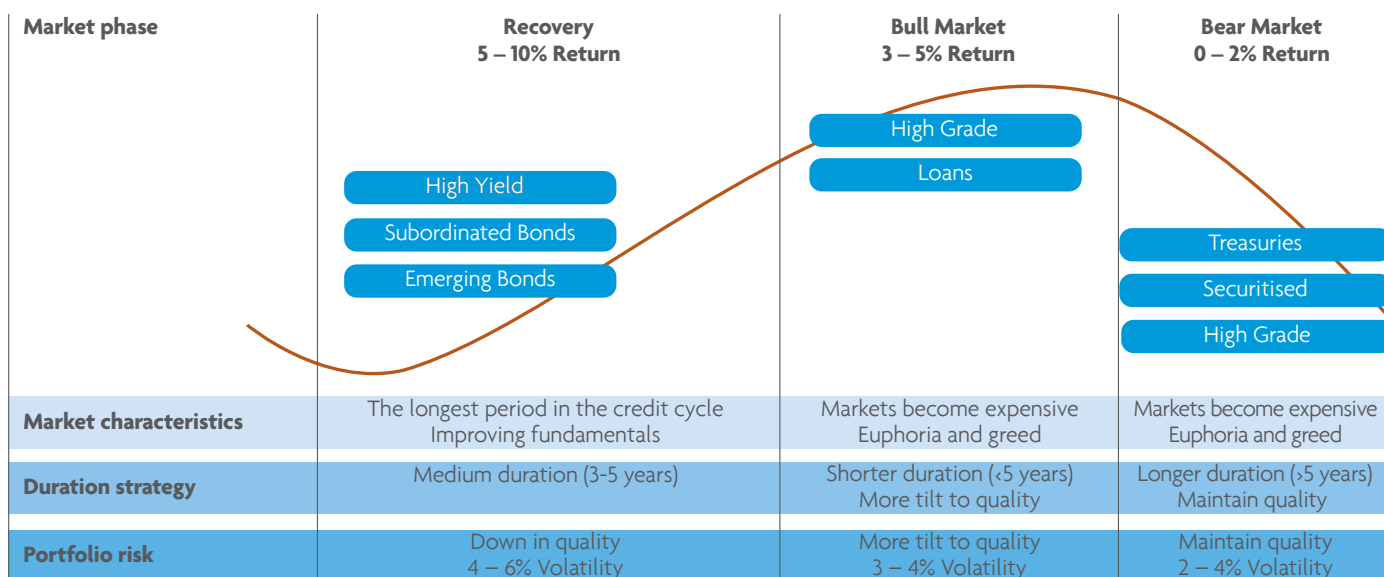 Market phase
Recovery
5 – 10% Return
Bull Market
3 – 5% Return
Bear Market
0 – 2% Return
High Yield
Subordinated Bonds
Emerging Bonds
High Grade
Loans
Treasuries
Securitised
High Grade
Market characteristics
The longest period in the credit cycle
Improving fundamentals
Markets become expensive
Euphoria and greed
Markets become expensive
Euphoria and greed
Duration strategy
Medium duration (3-5 years)
Shorter duration (<5 years)
More tilt to quality
Longer duration (>5 years)
Maintain quality
Portfolio risk
Down in quality
4 – 6% Volatility
More tilt to quality
3 – 4% Volatility
Maintain quality
2 – 4% Volatility